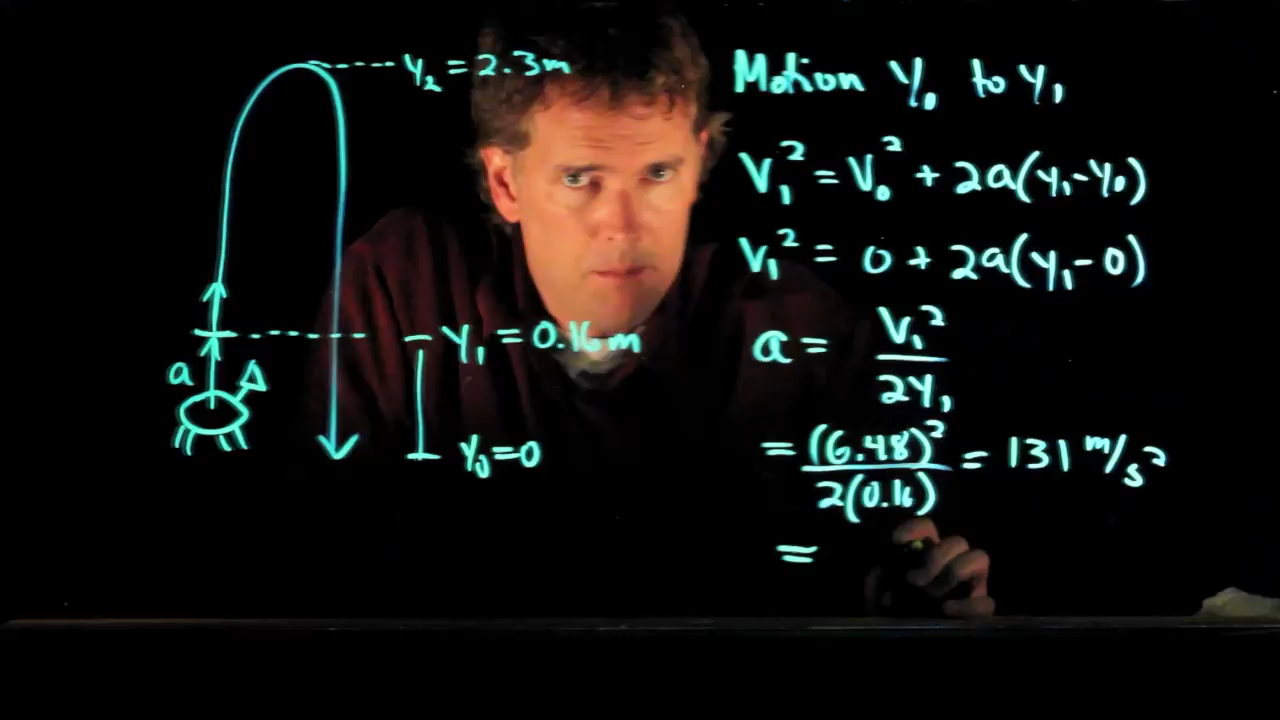 y₂ = 2.3m
y₁ = 0.16m
a
y₀=0
Motion y₀ to y₁
V₁² = V₀² + 2a(y₁-y₀)
V₁² = 0 + 2a(y₁-0)
a = V₁² / 2y₁
= (6.48)² / 2(0.16) = 131 m/s²
=